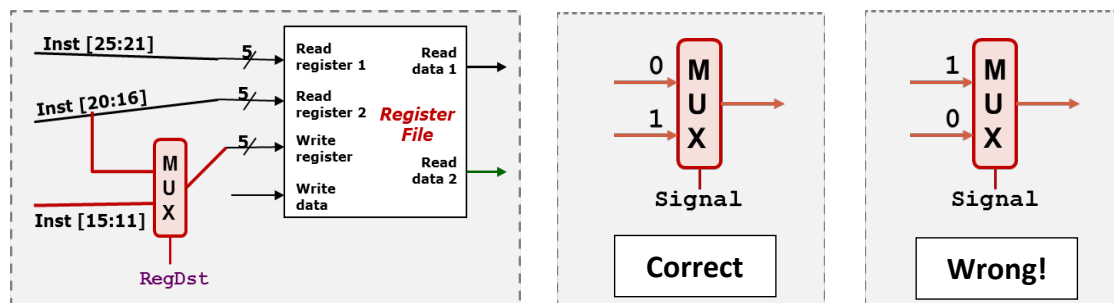 Inst [25:21]
5
Read
register 1
Read
data 1
Inst [20:16]
5
Read
register 2
Register
File
5
Write
register
M
U
X
Read
data 2
Write
data
Inst [15:11]
RegDst
0
1
M
U
X
Signal
Correct
1
0
M
U
X
Signal
Wrong!